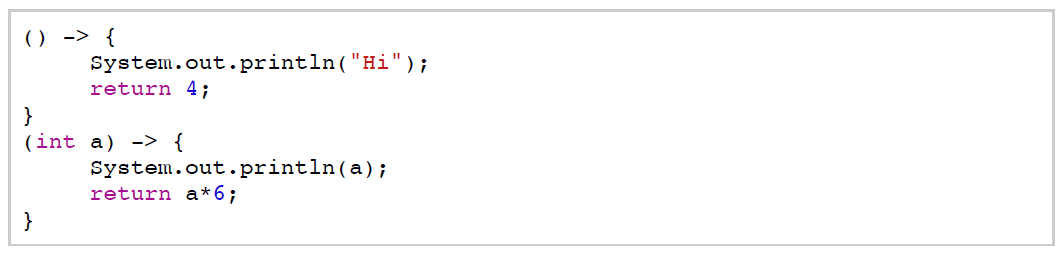 () -> {
     System.out.println("Hi");
     return 4;
}
(int a) -> {
     System.out.println(a);
     return a*6;
}